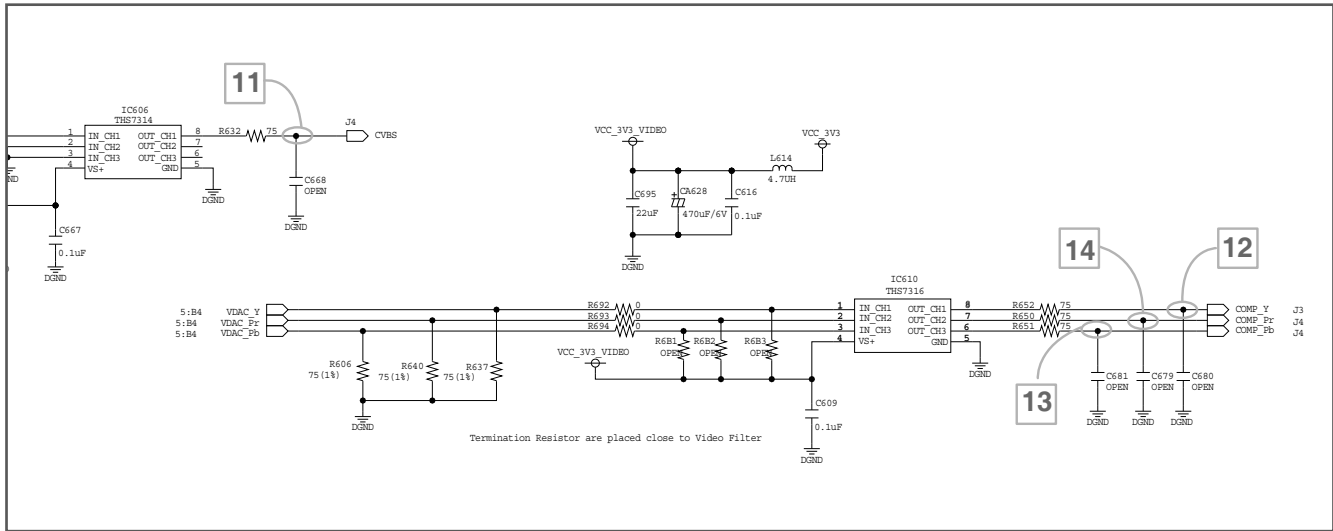 11
IC606
THS7314
J4
1 IN_CH1 OUT_CH1 8 R632 75 CVBS
2 IN_CH2 OUT_CH2 7
3 IN_CH3 OUT_CH3 6
4 VS+ GND 5
DGND
C668
OPEN
DGND
C667
0.1uF
DGND
VCC_3V3_VIDEO
VCC_3V3
L614
4.7UH
C695
22uF
CA628
+
470uF/6V
C616
0.1uF
DGND
14
12
IC610
THS7316
5:B4 VDAC_Y R692 0 1 IN_CH1 OUT_CH1 8 R652 75 COMP_Y J3
5:B4 VDAC_Pr R693 0 2 IN_CH2 OUT_CH2 7 R650 75 COMP_Pr J4
5:B4 VDAC_Pb R694 0 3 IN_CH3 OUT_CH3 6 R651 75 COMP_Pb J4
4 VS+ GND 5
DGND
R6B1
OPEN
R6B2
OPEN
R6B3
OPEN
VCC_3V3_VIDEO
R606
75(1%)
R640
75(1%)
R637
75(1%)
DGND
C609
0.1uF
DGND
13
C681
OPEN
C679
OPEN
C680
OPEN
DGND DGND DGND
Termination Resistor are placed close to Video Filter